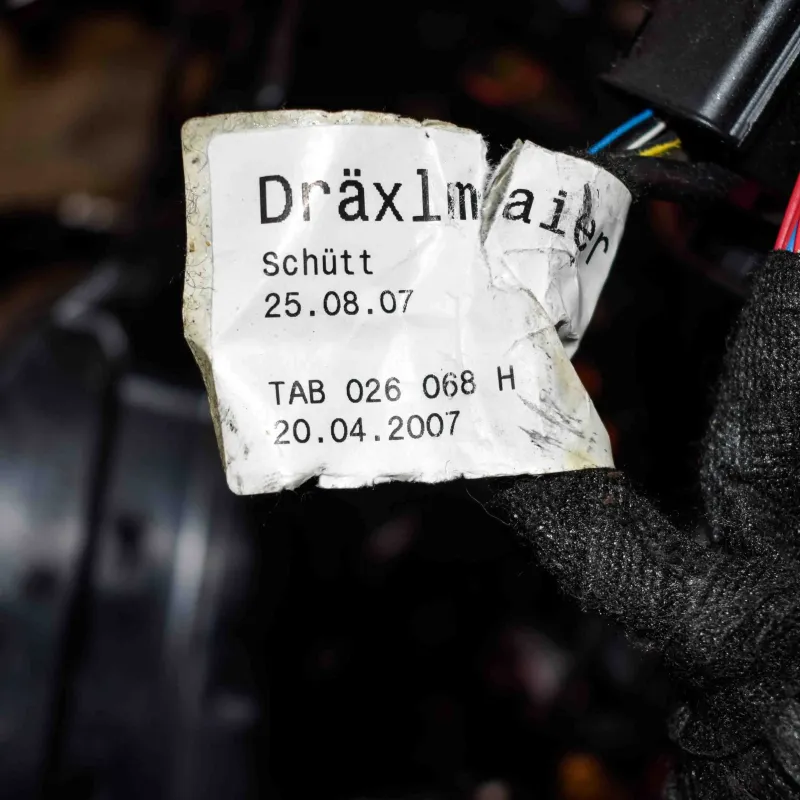 Dräxlmaier
Schütt
25.08.07
TAB 026 068 H
20.04.2007